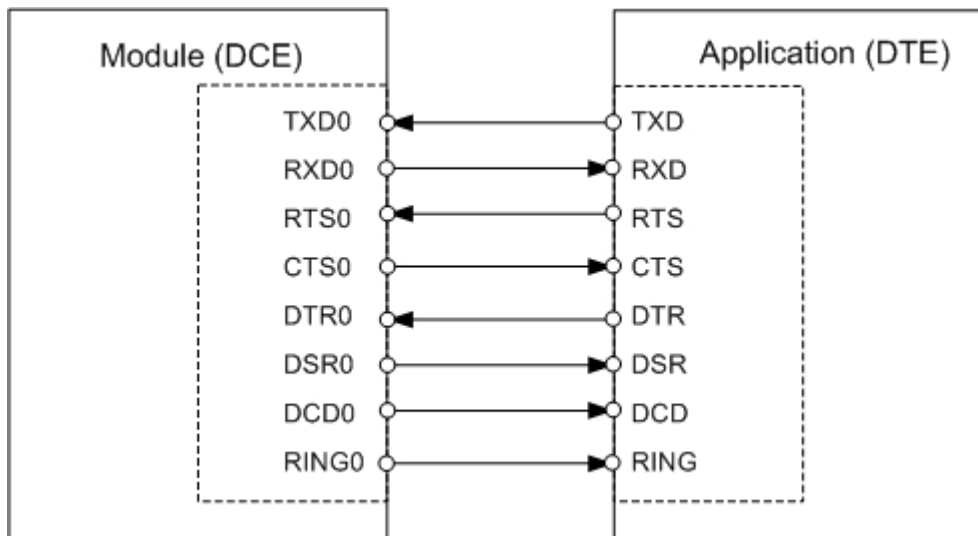 Module (DCE) Application (DTE)
TXD0 TXD
RXD0 RXD
RTS0 RTS
CTS0 CTS
DTR0 DTR
DSR0 DSR
DCD0 DCD
RING0 RING